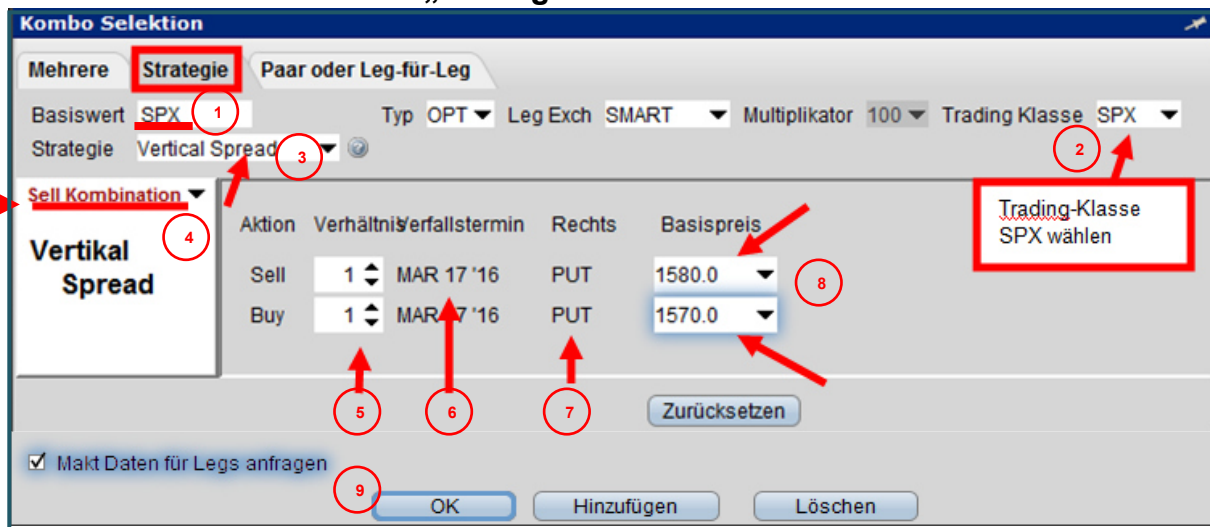 Kombo Selektion
Mehrere Strategie Paar oder Leg-für-Leg
Basiswert SPX 1 Typ OPT Leg Exch SMART Multiplikator 100 Trading Klasse SPX
Strategie Vertical Spread 3 2
Sell Kombination
4
Vertikal
Spread
Trading-Klasse
SPX wählen
Aktion Verhältnis Verfallstermin Rechts Basispreis
Sell 1 MAR 17 '16 PUT 1580.0 8
Buy 1 MAR 17 '16 PUT 1570.0
5 6 7 Zurücksetzen
Makt Daten für Legs anfragen
9 OK Hinzufügen Löschen